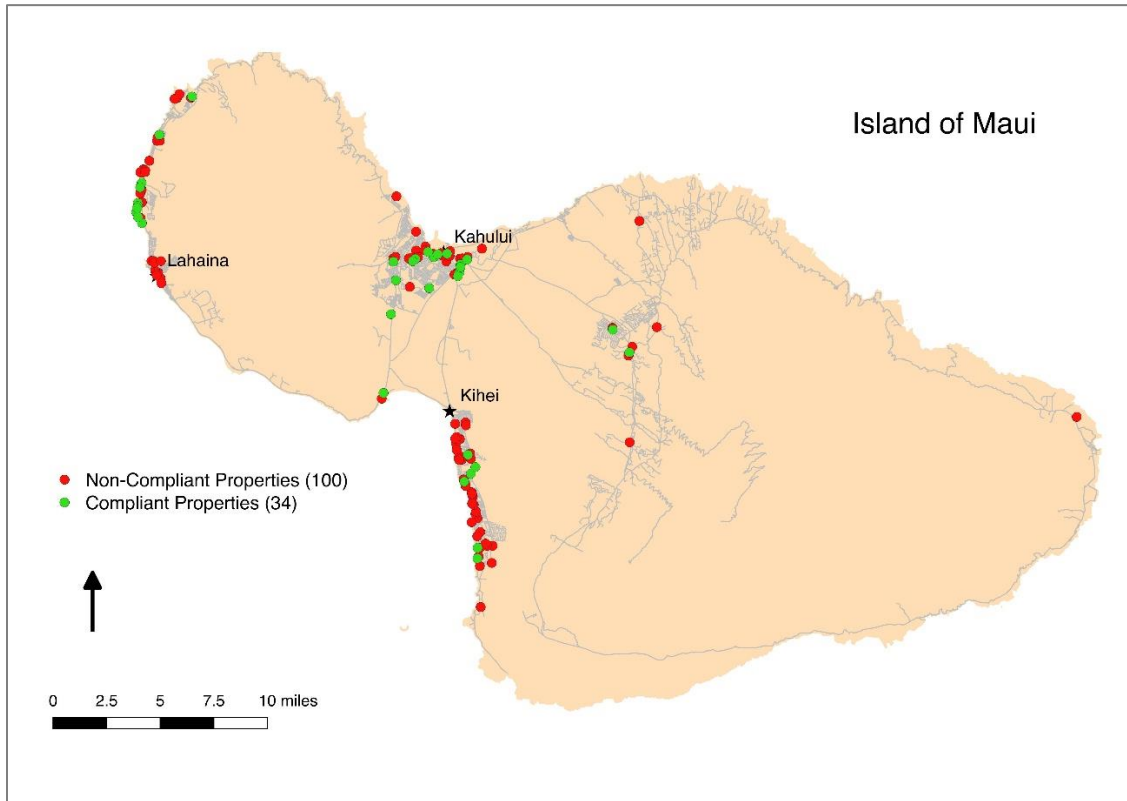 Island of Maui
Kahului
Lahaina
Kihei
Non-Compliant Properties (100)
Compliant Properties (34)
0 2.5 5 7.5 10 miles